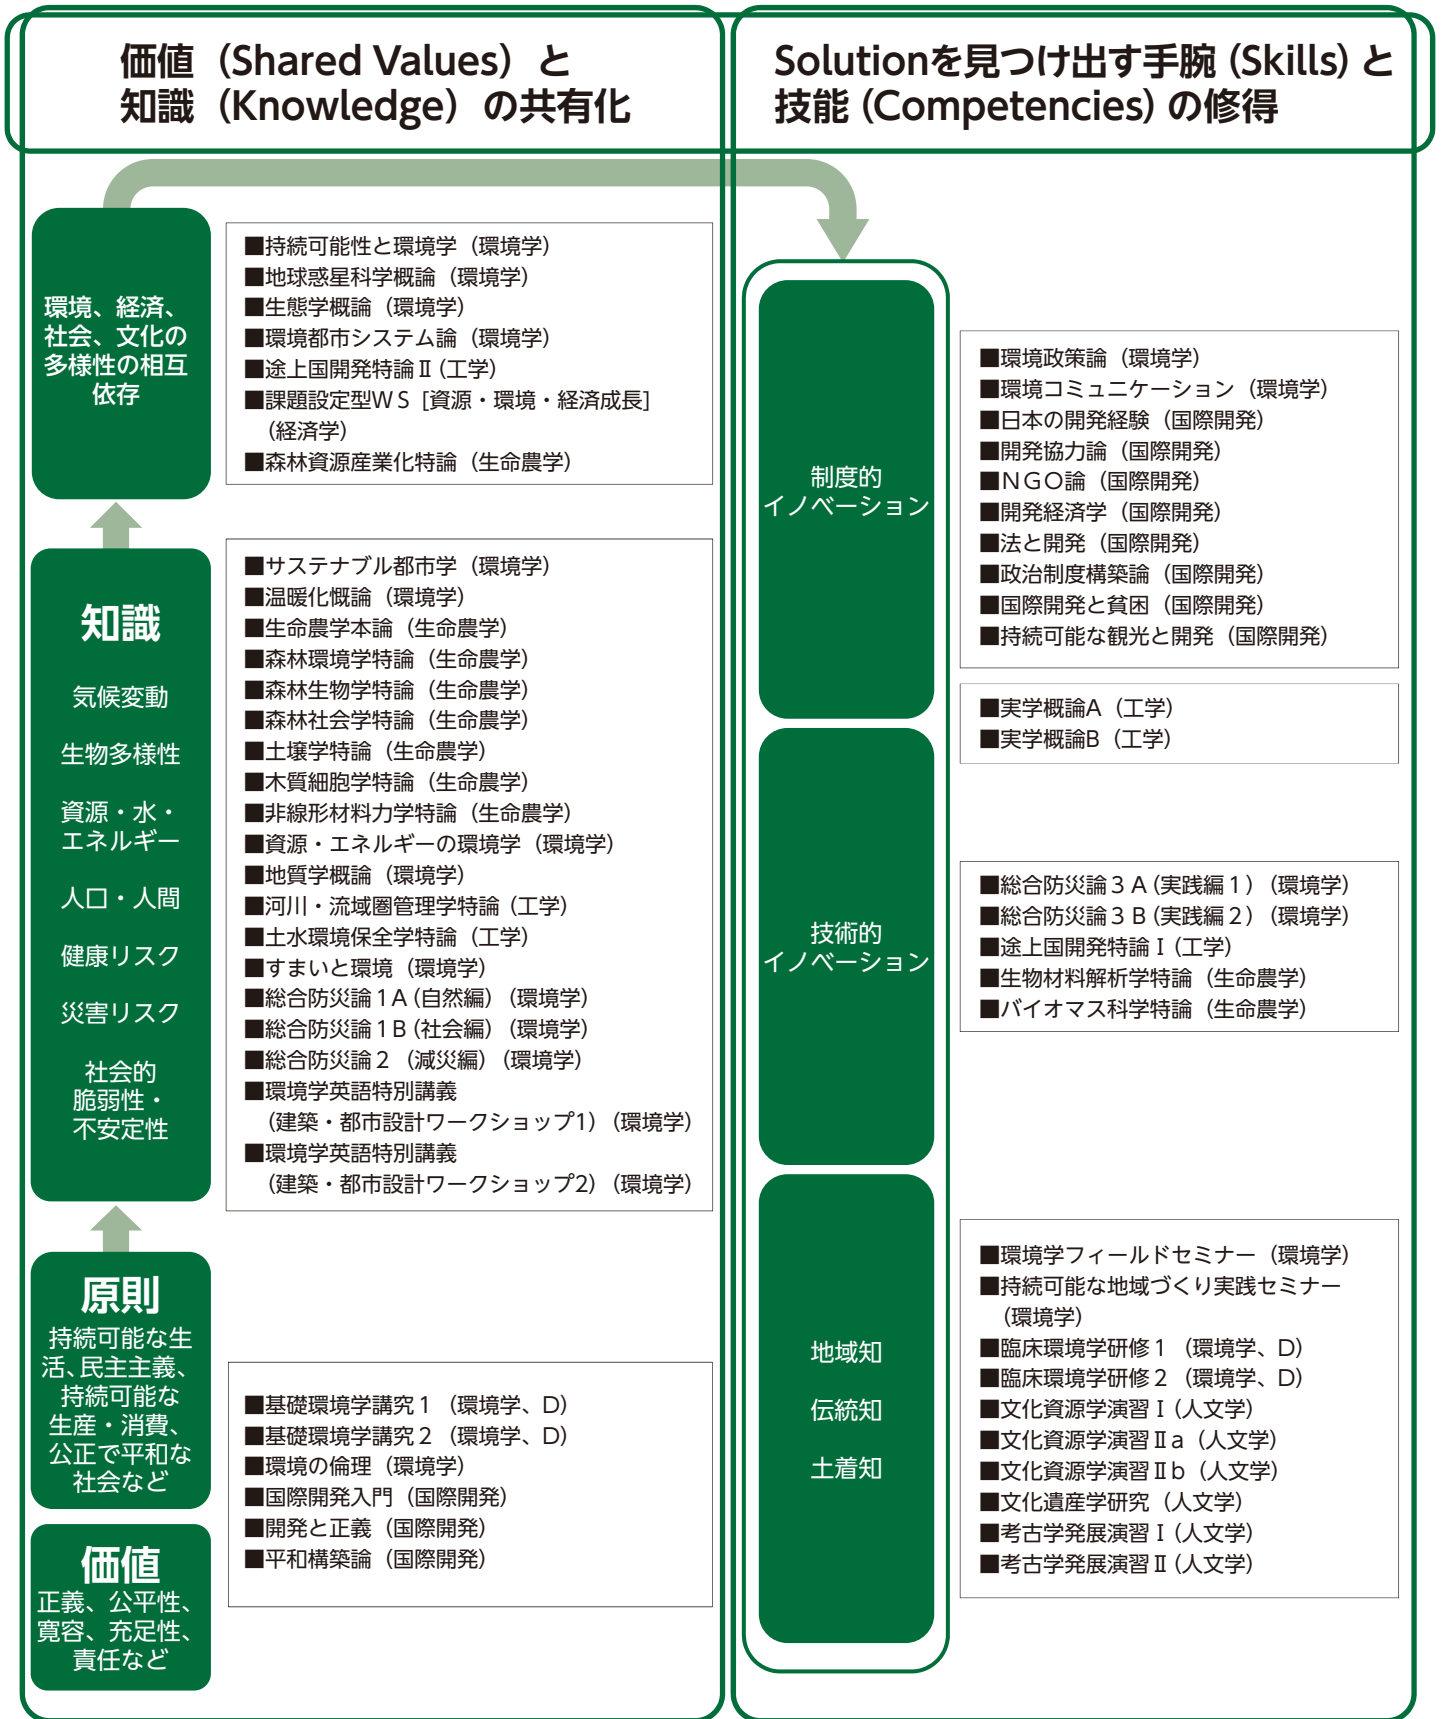 価値（Shared Values）と
知識（Knowledge）の共有化
環境、経済、
社会、文化の
多様性の相互
依存
■持続可能性と環境学（環境学）
■地球惑星科学概論（環境学）
■生態学概論（環境学）
■環境都市システム論（環境学）
■途上国開発特論Ⅱ（工学）
■課題設定型ＷＳ［資源・環境・経済成長］
（経済学）
■森林資源産業化特論（生命農学）
知識
気候変動
生物多様性
資源・水・
エネルギー
人口・人間
健康リスク
災害リスク
社会的
脆弱性・
不安定性
■サステナブル都市学（環境学）
■温暖化慨論（環境学）
■生命農学本論（生命農学）
■森林環境学特論（生命農学）
■森林生物学特論（生命農学）
■森林社会学特論（生命農学）
■土壌学特論（生命農学）
■木質細胞学特論（生命農学）
■非線形材料力学特論（生命農学）
■資源・エネルギーの環境学（環境学）
■地質学概論（環境学）
■河川・流域圏管理学特論（工学）
■土水環境保全学特論（工学）
■すまいと環境（環境学）
■総合防災論１Ａ（自然編）（環境学）
■総合防災論１Ｂ（社会編）（環境学）
■総合防災論２（減災編）（環境学）
■環境学英語特別講義
（建築・都市設計ワークショップ1）（環境学）
■環境学英語特別講義
（建築・都市設計ワークショップ2）（環境学）
原則
持続可能な生
活、民主主義、
持続可能な
生産・消費、
公正で平和な
社会など
価値
正義、公平性、
寛容、充足性、
責任など
■基礎環境学講究１（環境学、Ｄ）
■基礎環境学講究２（環境学、Ｄ）
■環境の倫理（環境学）
■国際開発入門（国際開発）
■開発と正義（国際開発）
■平和構築論（国際開発）
Solutionを見つけ出す手腕（Skills）と
技能（Competencies）の修得
制度的
イノベーション
■環境政策論（環境学）
■環境コミュニケーション（環境学）
■日本の開発経験（国際開発）
■開発協力論（国際開発）
■ＮＧＯ論（国際開発）
■開発経済学（国際開発）
■法と開発（国際開発）
■政治制度構築論（国際開発）
■国際開発と貧困（国際開発）
■持続可能な観光と開発（国際開発）
■実学概論Ａ（工学）
■実学概論Ｂ（工学）
技術的
イノベーション
■総合防災論３Ａ（実践編１）（環境学）
■総合防災論３Ｂ（実践編２）（環境学）
■途上国開発特論Ⅰ（工学）
■生物材料解析学特論（生命農学）
■バイオマス科学特論（生命農学）
地域知
伝統知
土着知
■環境学フィールドセミナー（環境学）
■持続可能な地域づくり実践セミナー
（環境学）
■臨床環境学研修１（環境学、Ｄ）
■臨床環境学研修２（環境学、Ｄ）
■文化資源学演習Ⅰ（人文学）
■文化資源学演習Ⅱａ（人文学）
■文化資源学演習Ⅱｂ（人文学）
■文化遺産学研究（人文学）
■考古学発展演習Ⅰ（人文学）
■考古学発展演習Ⅱ（人文学）